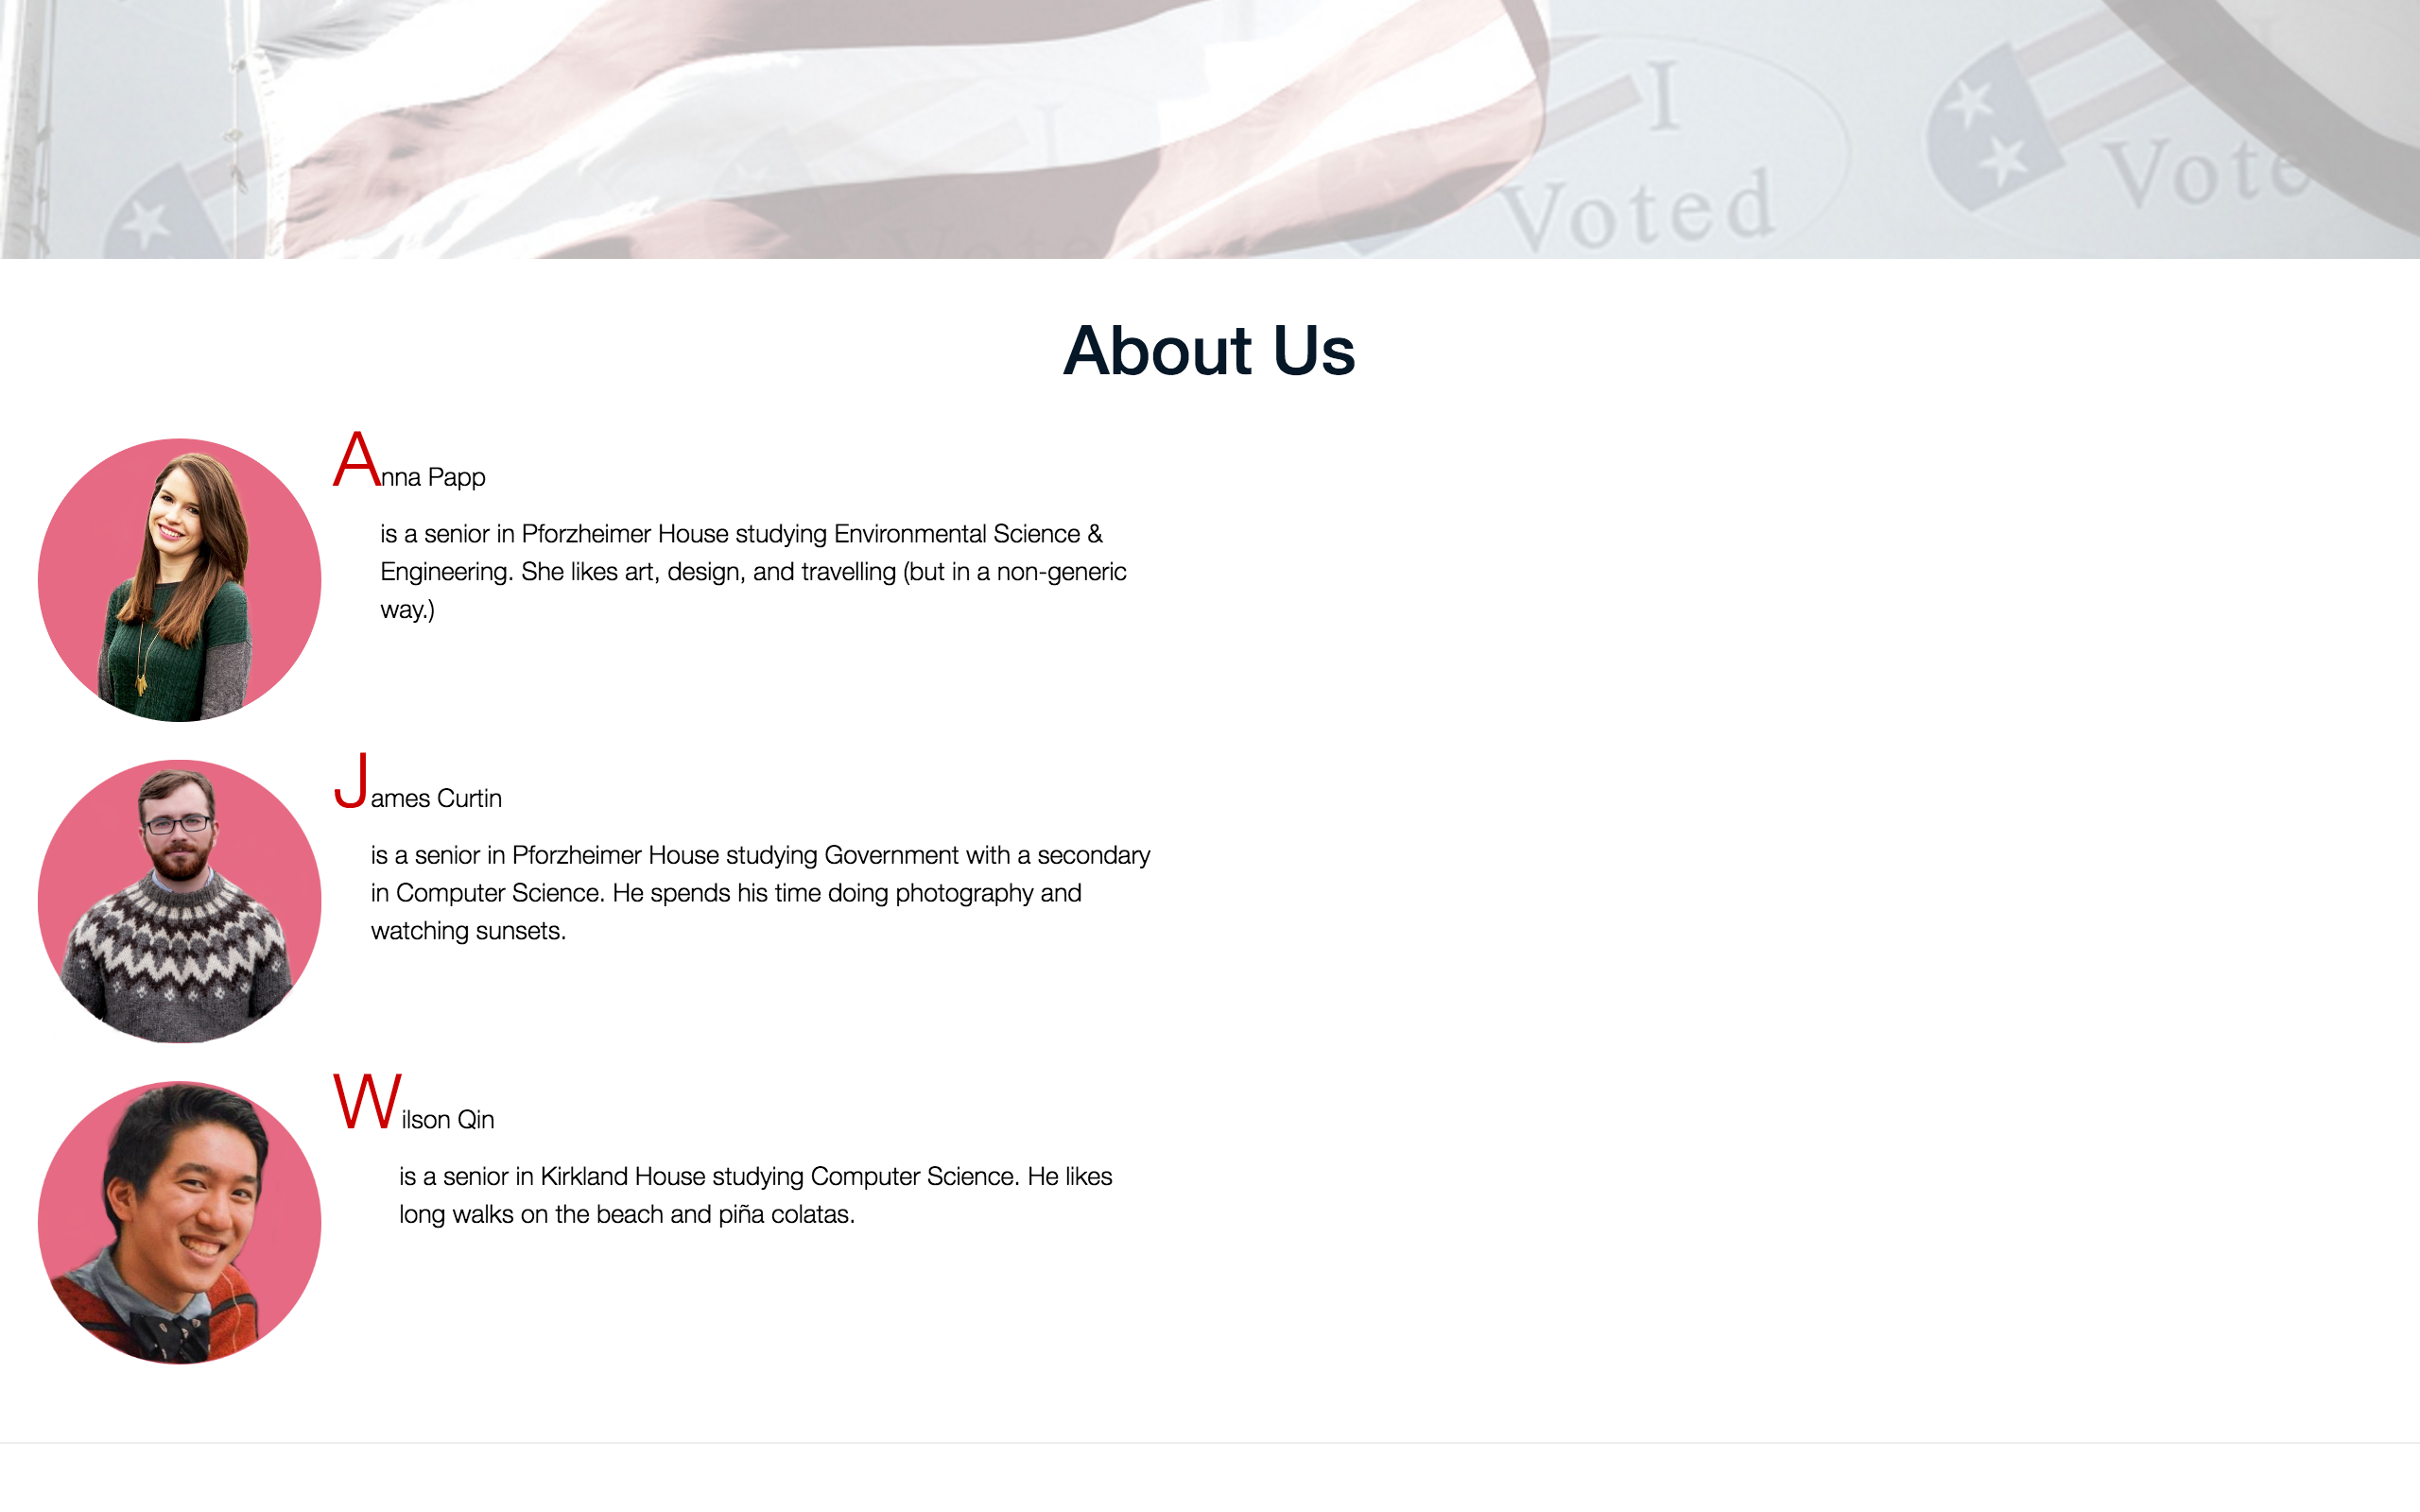 I
Voted
Vote
Voted
About Us
Anna Papp
is a senior in Pforzheimer House studying Environmental Science &
Engineering. She likes art, design, and travelling (but in a non-generic
way.)
James Curtin
is a senior in Pforzheimer House studying Government with a secondary
in Computer Science. He spends his time doing photography and
watching sunsets.
Wilson Qin
is a senior in Kirkland House studying Computer Science. He likes
long walks on the beach and piña colatas.